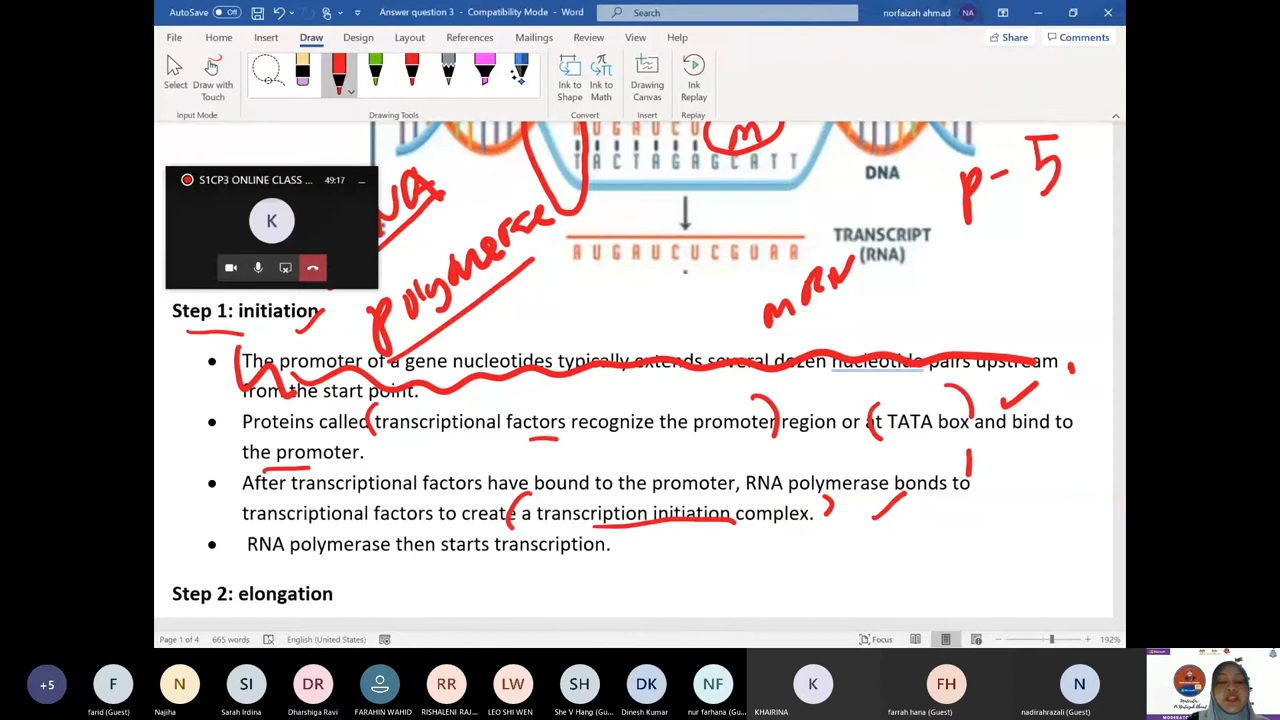 AutoSave Off Answer question 3 - Compatibility Mode - Word Search norfaizah ahmad NA
File Home Insert Draw Design Layout References Mailings Review View Help Share Comments
Select Draw with Touch Ink to Shape Ink to Math Drawing Canvas Ink Replay
Input Mode Drawing Tools Convert Insert Replay
AUGAUCU m
TACTAGAGCATT
DNA
p - 5
S1CP3 ONLINE CLASS ... 49:17
K
polymerase
AUGAUCUCGUAA
TRANSCRIPT
(RNA)
mRN
Step 1: initiation
• The promoter of a gene nucleotides typically extends several dozen nucleotide pairs upstream
from the start point.
• Proteins called transcriptional factors recognize the promoter region or at TATA box and bind to
the promoter.
• After transcriptional factors have bound to the promoter, RNA polymerase bonds to
transcriptional factors to create a transcription initiation complex.
• RNA polymerase then starts transcription.
Step 2: elongation
Page 1 of 4 665 words English (United States) Focus 192%
+5 F N SI DR RR LW SH DK NF K FH N
farid (Guest) Najiha Sarah Irdina Dharshiga Ravi FARAHIN WAHID RISHALENI RAJ... LEO SHI WEN She V Hang (Gu... Dinesh Kumar nur farhana (Gu... KHAIRINA farrah hana (Guest) nadirahrazali (Guest)